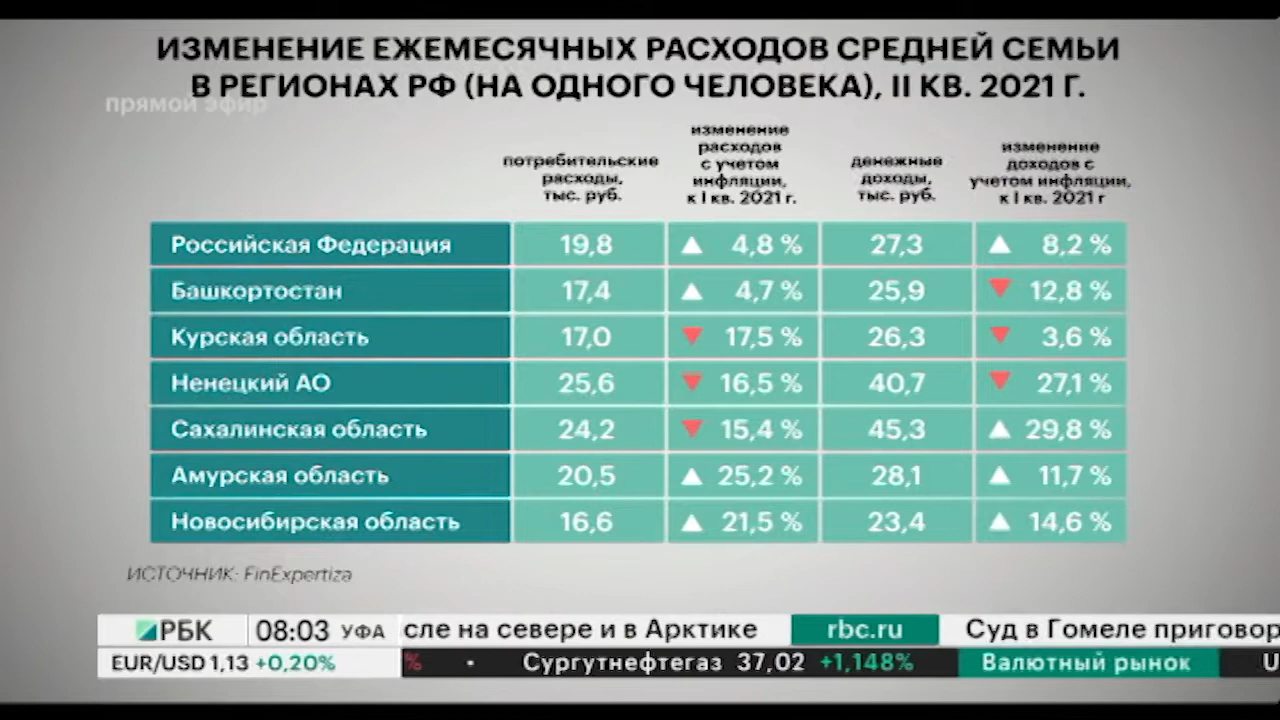 ИЗМЕНЕНИЕ ЕЖЕМЕСЯЧНЫХ РАСХОДОВ СРЕДНЕЙ СЕМЬИ
В РЕГИОНАХ РФ (НА ОДНОГО ЧЕЛОВЕКА), II КВ. 2021 Г.
прямой эфир
потребительские
расходы,
тыс. руб.
изменение
расходов
с учетом
инфляции,
к I кв. 2021 г.
денежные
доходы,
тыс. руб.
изменение
доходов с
учетом инфляции,
к I кв. 2021 г
Российская Федерация 19,8 ▲ 4,8 % 27,3 ▲ 8,2 %
Башкортостан 17,4 ▲ 4,7 % 25,9 ▼ 12,8 %
Курская область 17,0 ▼ 17,5 % 26,3 ▼ 3,6 %
Ненецкий АО 25,6 ▼ 16,5 % 40,7 ▼ 27,1 %
Сахалинская область 24,2 ▼ 15,4 % 45,3 ▲ 29,8 %
Амурская область 20,5 ▲ 25,2 % 28,1 ▲ 11,7 %
Новосибирская область 16,6 ▲ 21,5 % 23,4 ▲ 14,6 %
ИСТОЧНИК: FinExpertiza
РБК 08:03 УФА сле на севере и в Арктике rbc.ru Суд в Гомеле приговор
EUR/USD 1,13 +0,20% % • Сургутнефтегаз 37,02 +1,148% Валютный рынок U